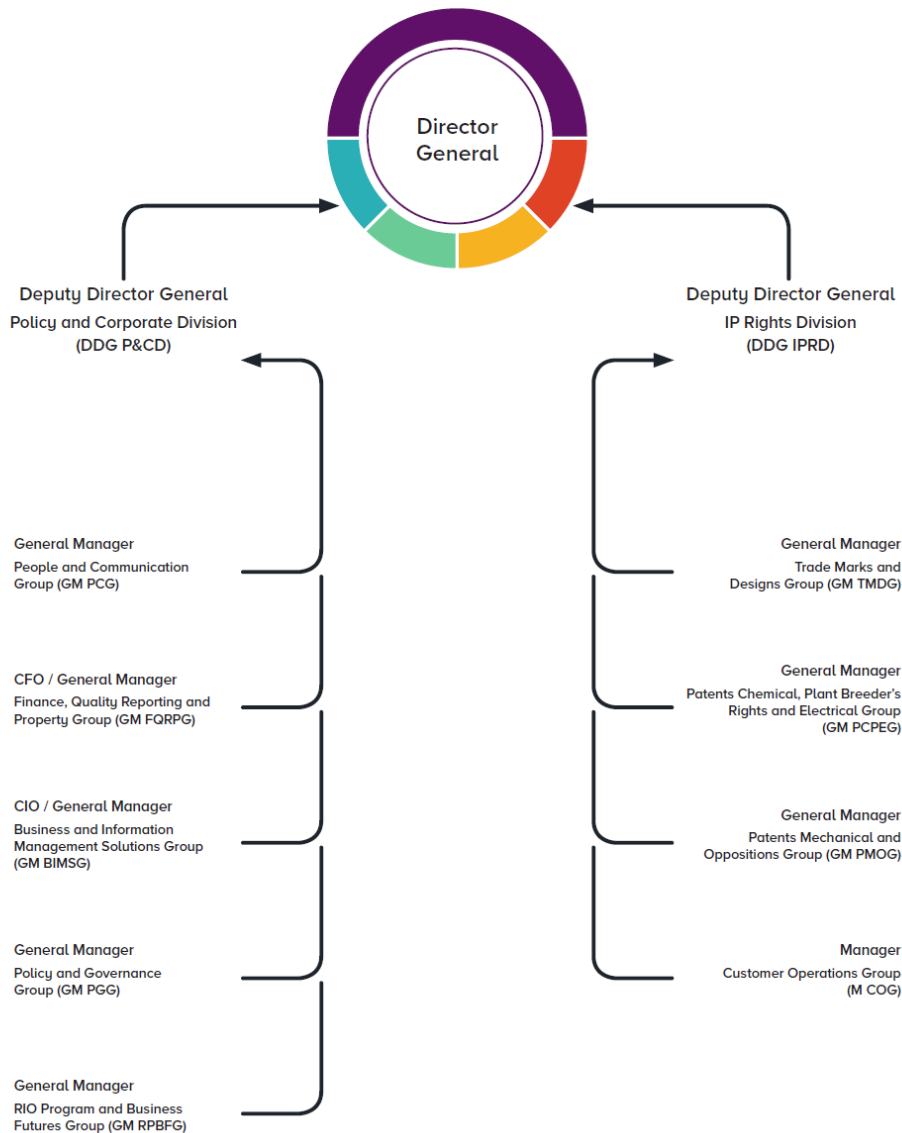 Director
General
Deputy Director General
Policy and Corporate Division
(DDG P&CD)
Deputy Director General
IP Rights Division
(DDG IPRD)
General Manager
People and Communication
Group (GM PCG)
CFO / General Manager
Finance, Quality Reporting and
Property Group (GM FQRPG)
CIO / General Manager
Business and Information
Management Solutions Group
(GM BIMSG)
General Manager
Policy and Governance
Group (GM PGG)
General Manager
RIO Program and Business
Futures Group (GM RPBFG)
General Manager
Trade Marks and
Designs Group (GM TMDG)
General Manager
Patents Chemical, Plant Breeder's
Rights and Electrical Group
(GM PCPEG)
General Manager
Patents Mechanical and
Oppositions Group (GM PMOG)
Manager
Customer Operations Group
(M COG)